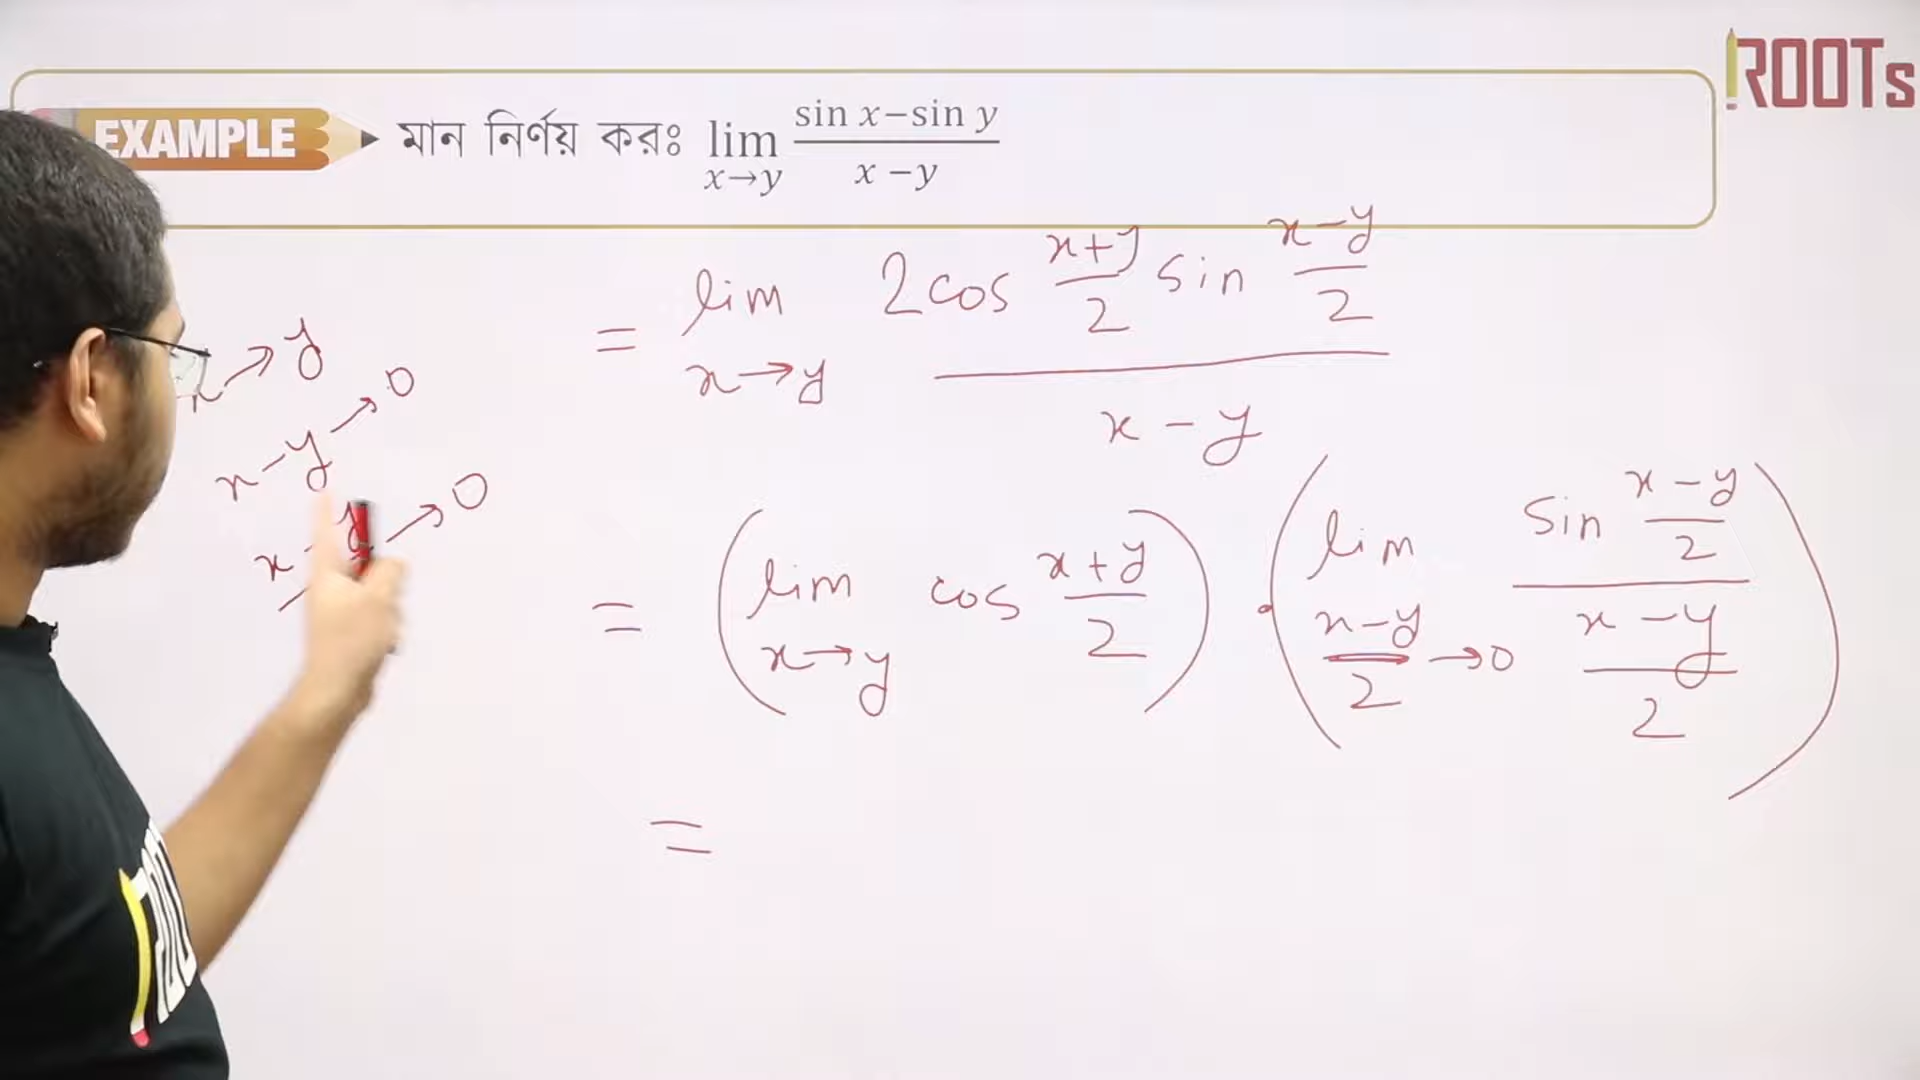 ROOTs
EXAMPLE মান নির্ণয় করঃ lim x→y (sin x−sin y)/(x −y)
= lim x→y (2cos (x+y)/2 sin (x−y)/2)/(x − y)
x → y
x − y → 0
= (lim x→y cos (x+y)/2) · (lim (x−y)/2 →0 (sin (x−y)/2)/((x−y)/2))
=